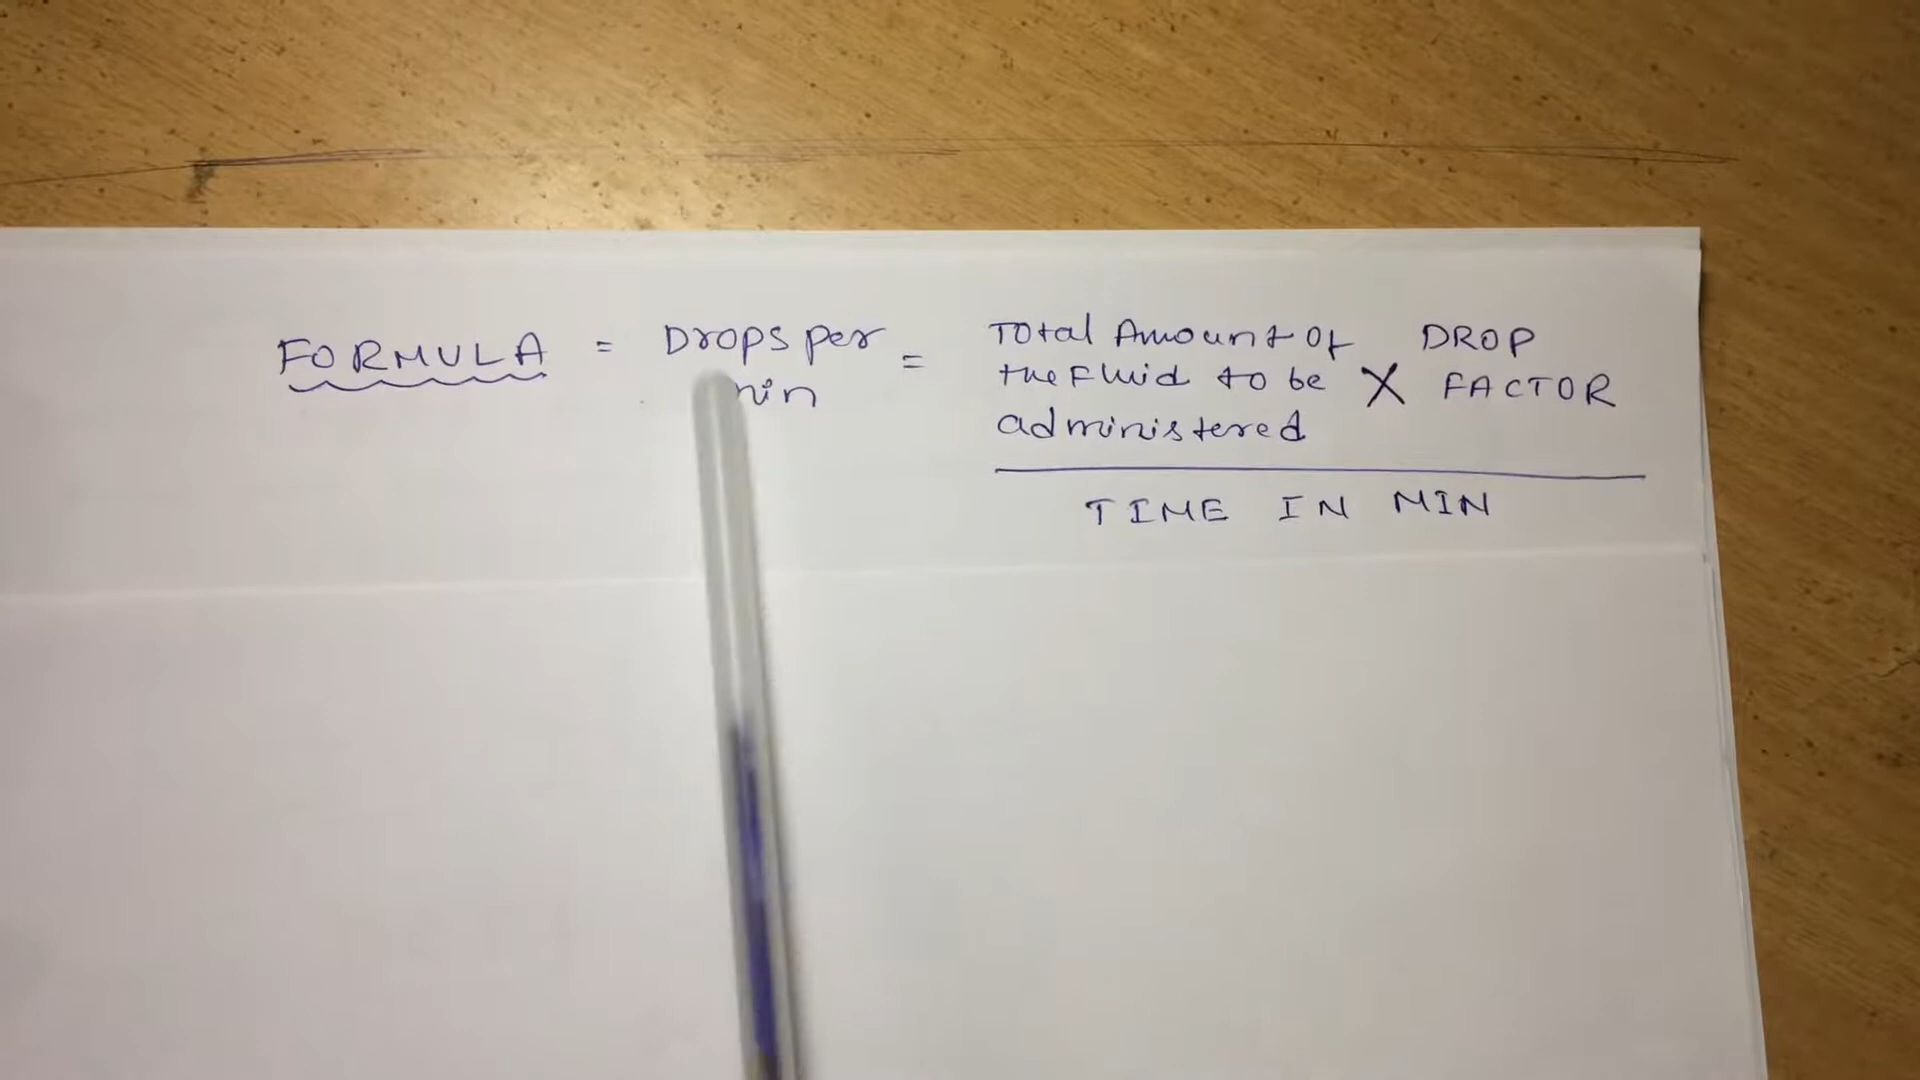 FORMULA = Drops per = Total Amount Of DROP
min the Fluid to be X FACTOR
administered
TIME IN MIN